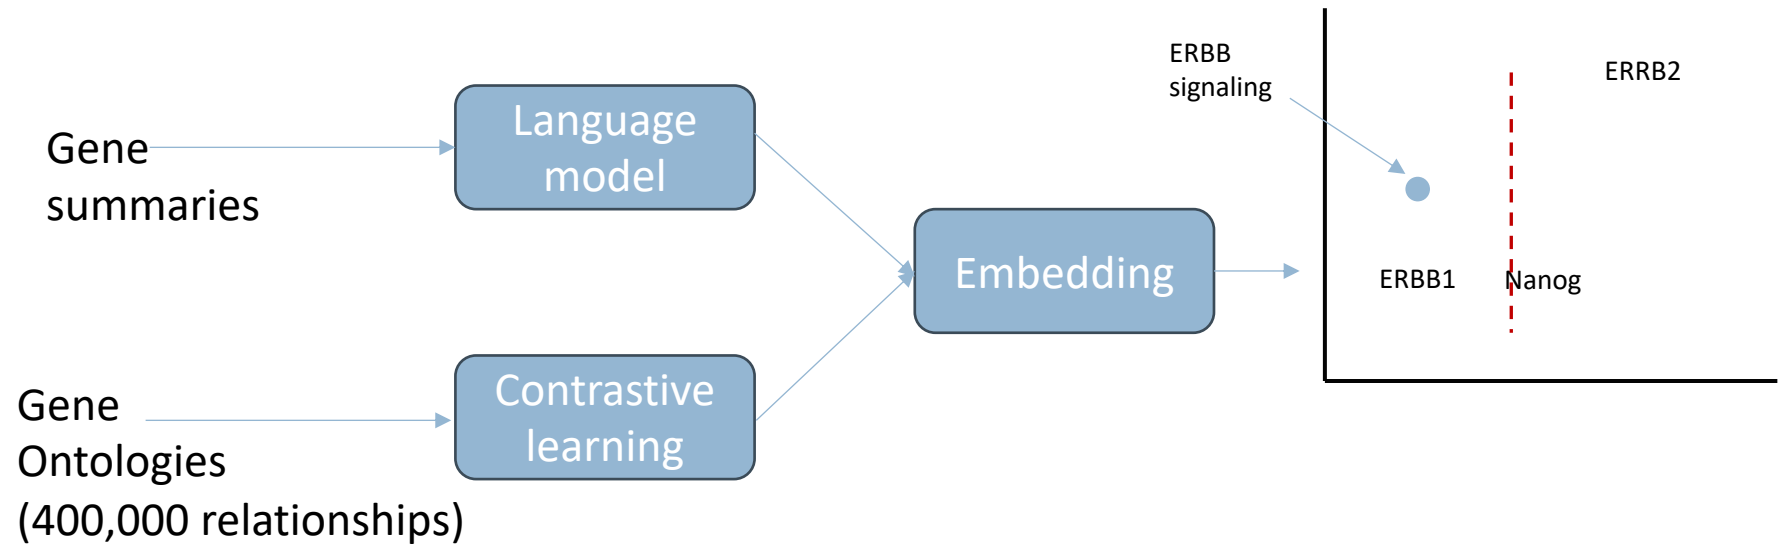 Gene
summaries
Language
model
Gene
Ontologies
(400,000 relationships)
Contrastive
learning
Embedding
ERBB
signaling
ERRB2
ERBB1
Nanog